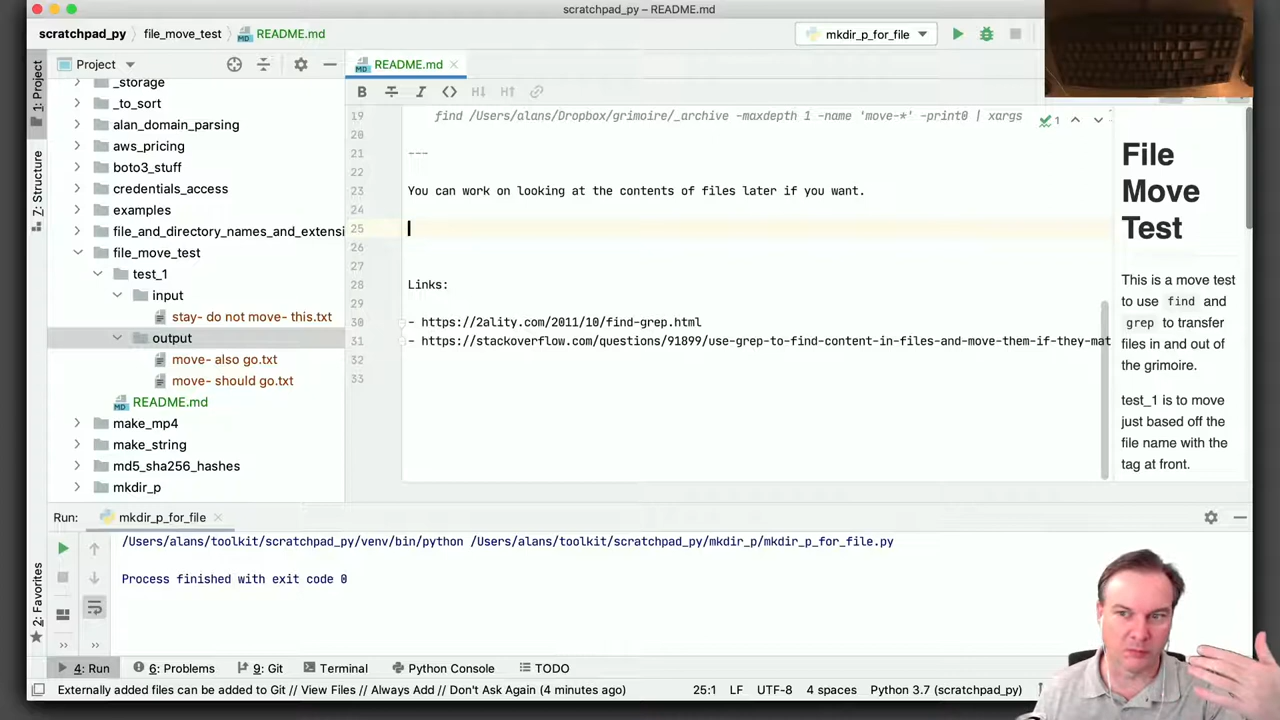 scratchpad_py – README.md
scratchpad_py file_move_test README.md mkdir_p_for_file
1: Project
Z: Structure
2: Favorites
Project
_storage
_to_sort
alan_domain_parsing
aws_pricing
boto3_stuff
credentials_access
examples
file_and_directory_names_and_extensi
file_move_test
test_1
input
stay- do not move- this.txt
output
move- also go.txt
move- should go.txt
README.md
make_mp4
make_string
md5_sha256_hashes
mkdir_p
README.md
B I H↓ H↑
19 find /Users/alans/Dropbox/grimoire/_archive -maxdepth 1 -name 'move-*' -print0 | xargs
1
20
21 ---
22
23 You can work on looking at the contents of files later if you want.
24
25
26
27
28 Links:
29
30 - https://2ality.com/2011/10/find-grep.html
31 - https://stackoverflow.com/questions/91899/use-grep-to-find-content-in-files-and-move-them-if-they-mat
32
33
File
Move
Test
This is a move test
to use find and
grep to transfer
files in and out of
the grimoire.
test_1 is to move
just based off the
file name with the
tag at front.
Run: mkdir_p_for_file
/Users/alans/toolkit/scratchpad_py/venv/bin/python /Users/alans/toolkit/scratchpad_py/mkdir_p/mkdir_p_for_file.py
Process finished with exit code 0
4: Run 6: Problems 9: Git Terminal Python Console TODO
Externally added files can be added to Git // View Files // Always Add // Don't Ask Again (4 minutes ago) 25:1 LF UTF-8 4 spaces Python 3.7 (scratchpad_py)